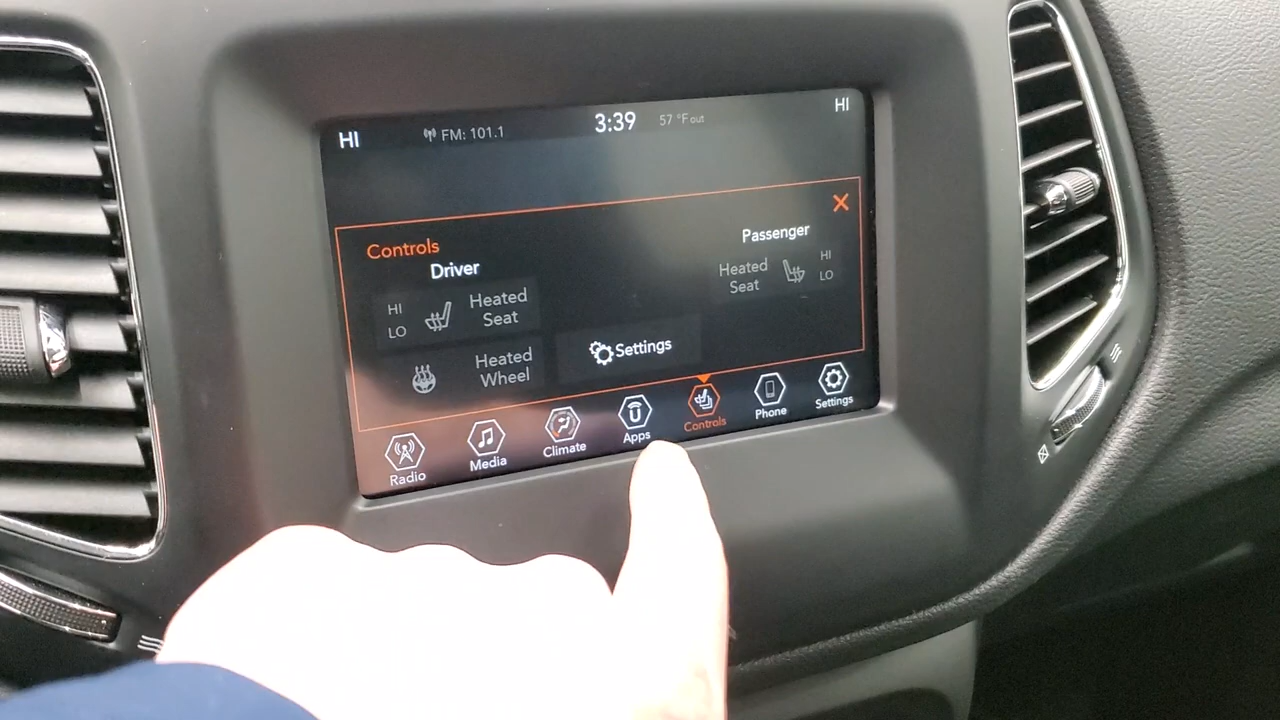 HI
FM: 101.1
3:39
57 °F out
HI
Controls
Driver
Passenger
HI
LO
Heated
Seat
Heated
Seat
HI
LO
Heated
Wheel
Settings
Radio
Media
Climate
Apps
Controls
Phone
Settings